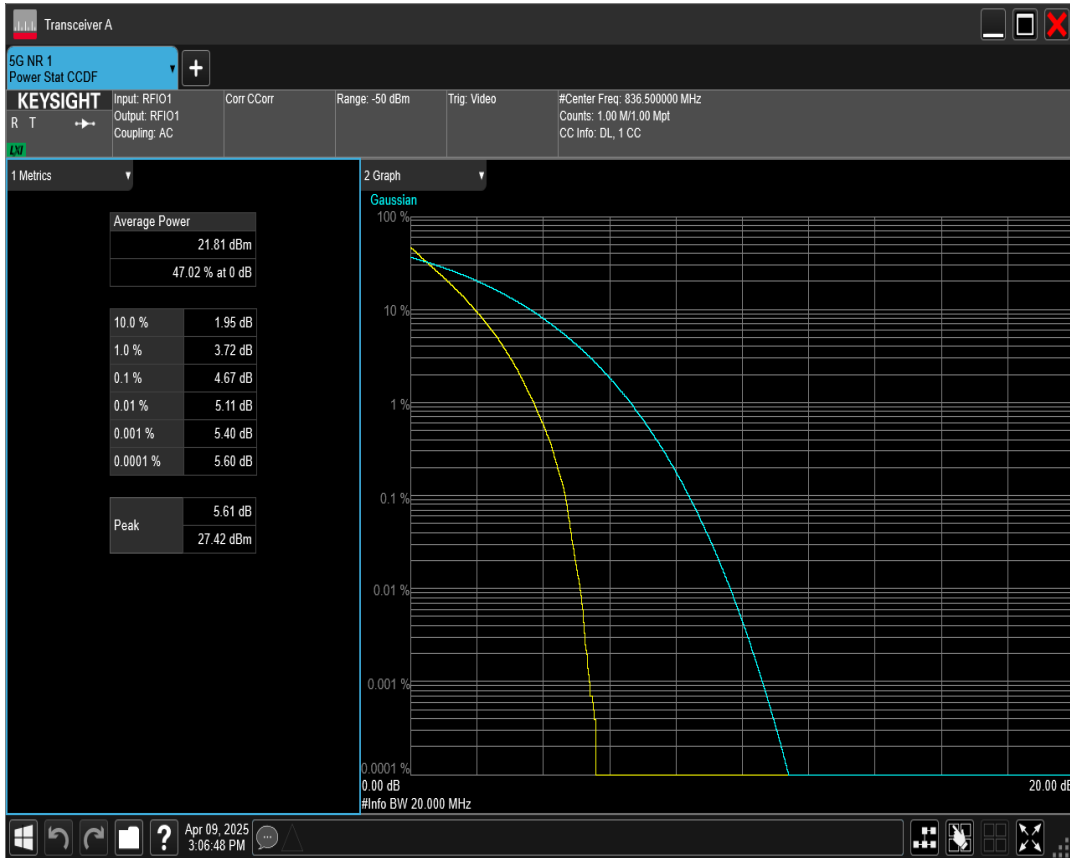 Transceiver A
5G NR 1
Power Stat CCDF
KEYSIGHT
R T
LXI
Input: RFIO1
Output: RFIO1
Coupling: AC
Corr CCorr
Range: -50 dBm
Trig: Video
#Center Freq: 836.500000 MHz
Counts: 1.00 M/1.00 Mpt
CC Info: DL, 1 CC
1 Metrics
Average Power
21.81 dBm
47.02 % at 0 dB
10.0 % 1.95 dB
1.0 % 3.72 dB
0.1 % 4.67 dB
0.01 % 5.11 dB
0.001 % 5.40 dB
0.0001 % 5.60 dB
Peak 5.61 dB
27.42 dBm
2 Graph
Gaussian
100 %
10 %
1 %
0.1 %
0.01 %
0.001 %
0.0001 %
0.00 dB 20.00 dB
#Info BW 20.000 MHz
? Apr 09, 2025
3:06:48 PM